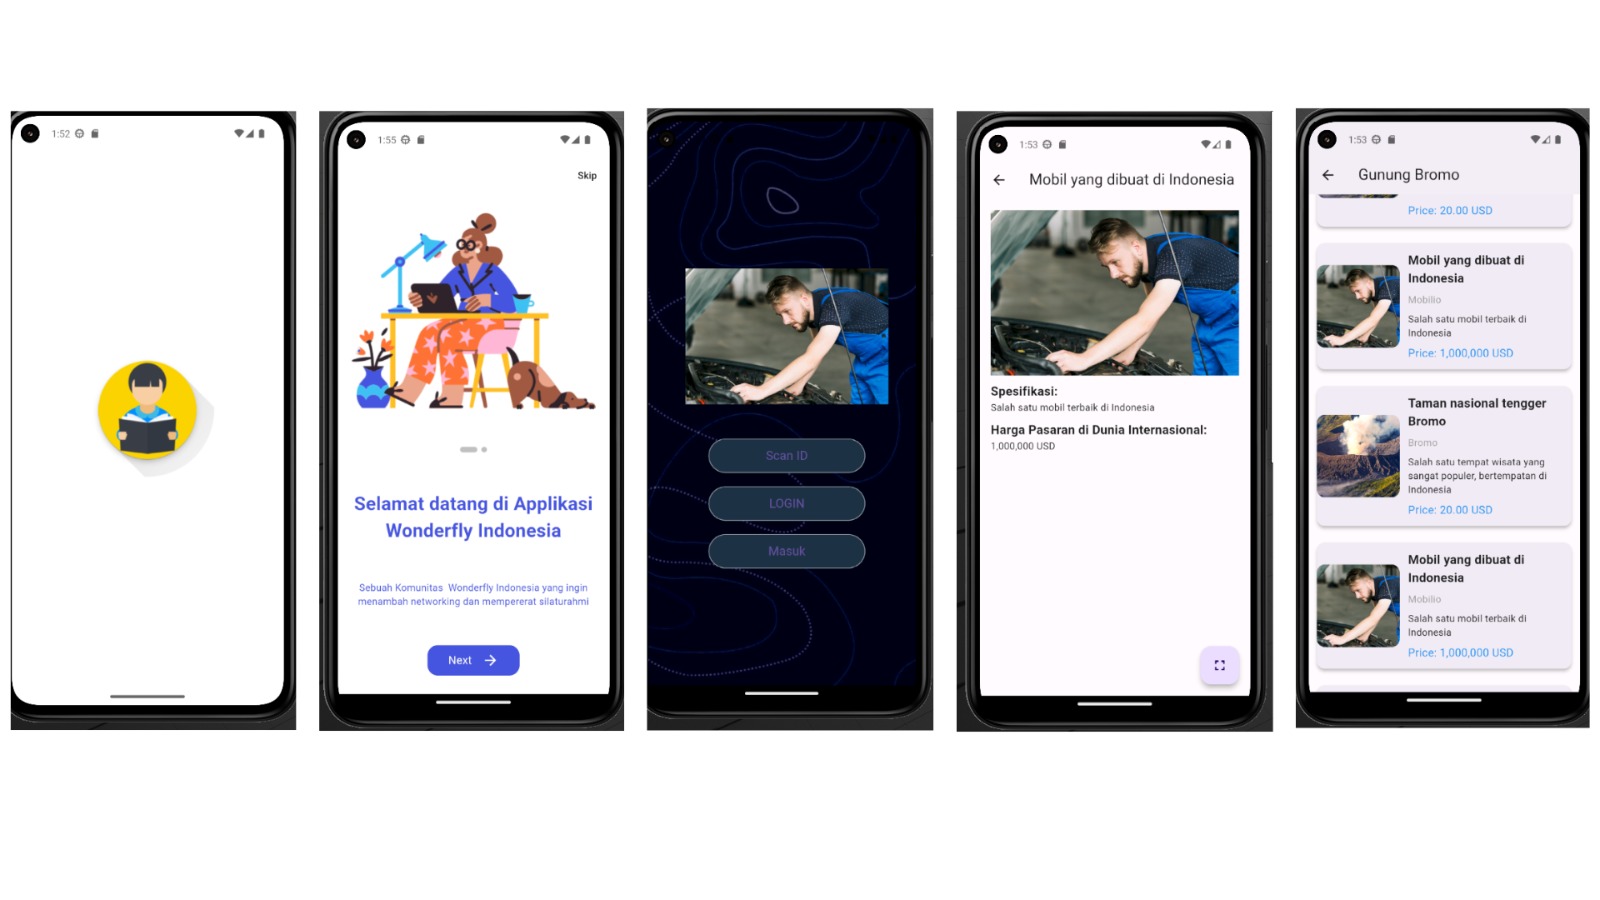 1:52
1:55
Skip
Selamat datang di Applikasi
Wonderfly Indonesia
Sebuah Komunitas Wonderfly Indonesia yang ingin
menambah networking dan mempererat silaturahmi
Next
Scan ID
LOGIN
Masuk
1:53
Mobil yang dibuat di Indonesia
Spesifikasi:
Salah satu mobil terbaik di Indonesia
Harga Pasaran di Dunia Internasional:
1,000,000 USD
1:53
Gunung Bromo
Price: 20.00 USD
Mobil yang dibuat di
Indonesia
Mobilio
Salah satu mobil terbaik di
Indonesia
Price: 1,000,000 USD
Taman nasional tengger
Bromo
Bromo
Salah satu tempat wisata yang
sangat populer, bertempatan di
Indonesia
Price: 20.00 USD
Mobil yang dibuat di
Indonesia
Mobilio
Salah satu mobil terbaik di
Indonesia
Price: 1,000,000 USD